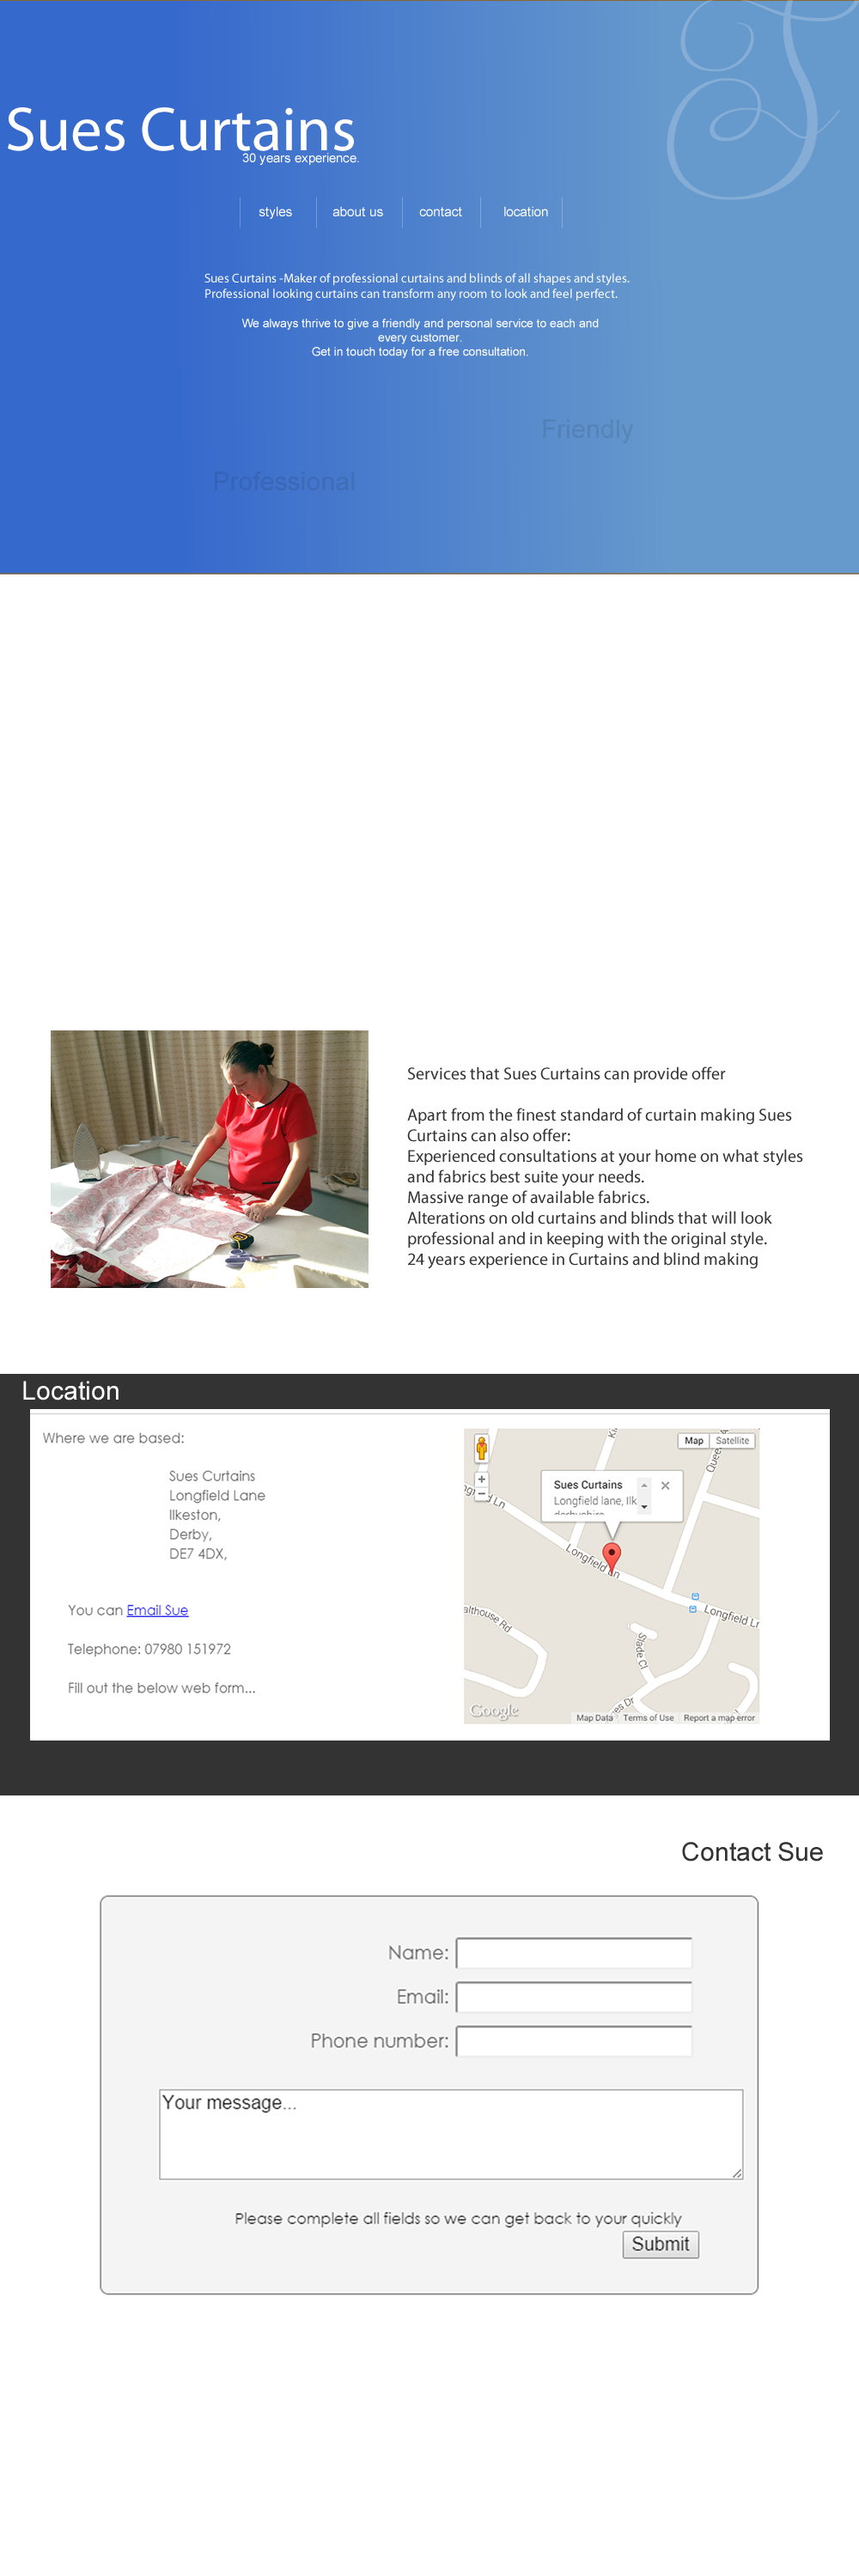 Sues Curtains
30 years experience.
styles
about us
contact
location
Sues Curtains -Maker of professional curtains and blinds of all shapes and styles.
Professional looking curtains can transform any room to look and feel perfect.
We always thrive to give a friendly and personal service to each and
every customer.
Get in touch today for a free consultation.
Friendly
Professional
Services that Sues Curtains can provide offer
Apart from the finest standard of curtain making Sues
Curtains can also offer:
Experienced consultations at your home on what styles
and fabrics best suite your needs.
Massive range of available fabrics.
Alterations on old curtains and blinds that will look
professional and in keeping with the original style.
24 years experience in Curtains and blind making
Location
Where we are based:
Sues Curtains
Longfield Lane
Ilkeston,
Derby,
DE7 4DX,
You can Email Sue
Telephone: 07980 151972
Fill out the below web form...
Map
Satellite
Sues Curtains
Longfield lane, Ilk
Longfield Ln
Longfield Ln
althouse Rd
Slade Cl
Google
Map Data
Terms of Use
Report a map error
Contact Sue
Name:
Email:
Phone number:
Your message...
Please complete all fields so we can get back to your quickly
Submit